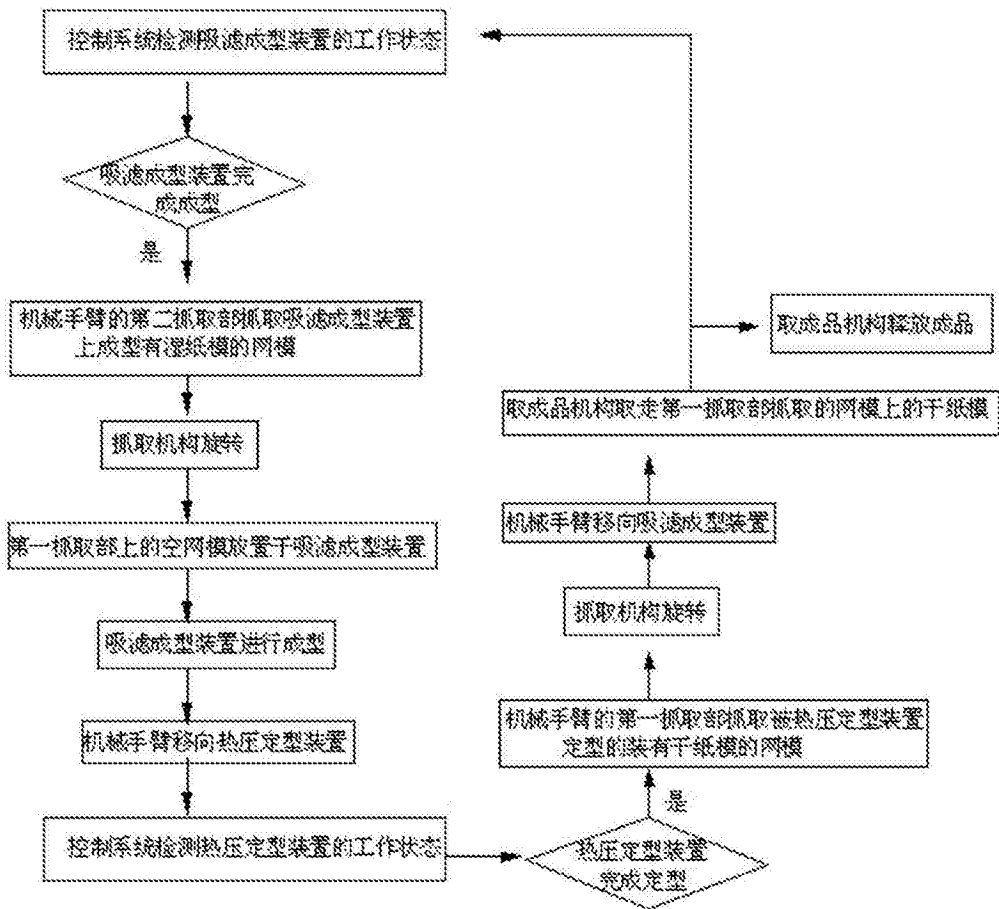 控制系统检测吸滤成型装置的工作状态
吸滤成型装置完
成成型
是
机械手臂的第二抓取部抓取吸滤成型装置
上成型有湿纸模的网模
抓取机构旋转
第一抓取部上的空网模放置于吸滤成型装置
吸滤成型装置进行成型
机械手臂移向热压定型装置
控制系统检测热压定型装置的工作状态
热压定型装置
完成定型
是
机械手臂的第一抓取部抓取被热压定型装置
定型的装有干纸模的网模
抓取机构旋转
机械手臂移向吸滤成型装置
取成品机构取走第一抓取部抓取的网模上的干纸模
取成品机构释放成品